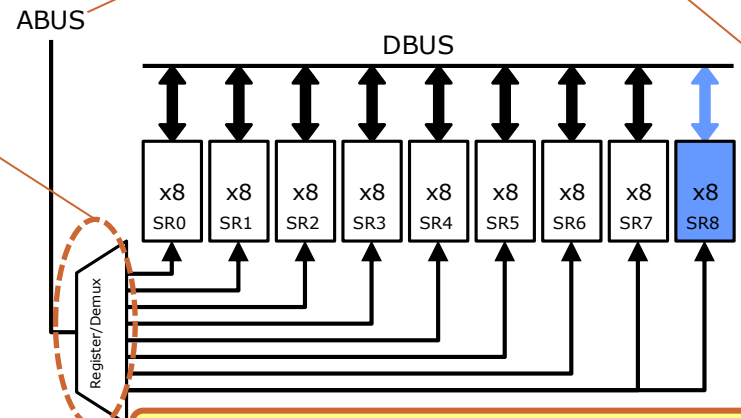 ABUS
DBUS
x8 x8 x8 x8 x8 x8 x8 x8 x8
SR0 SR1 SR2 SR3 SR4 SR5 SR6 SR7 SR8
Register/Demux